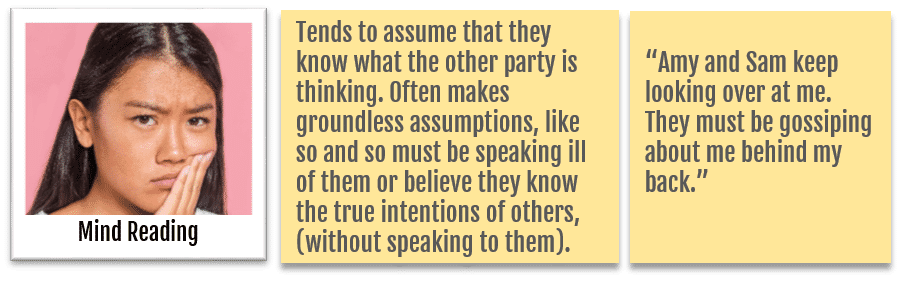 Mind Reading
Tends to assume that they
know what the other party is
thinking. Often makes
groundless assumptions, like
so and so must be speaking ill
of them or believe they know
the true intentions of others,
(without speaking to them).
“Amy and Sam keep
looking over at me.
They must be gossiping
about me behind my
back.”